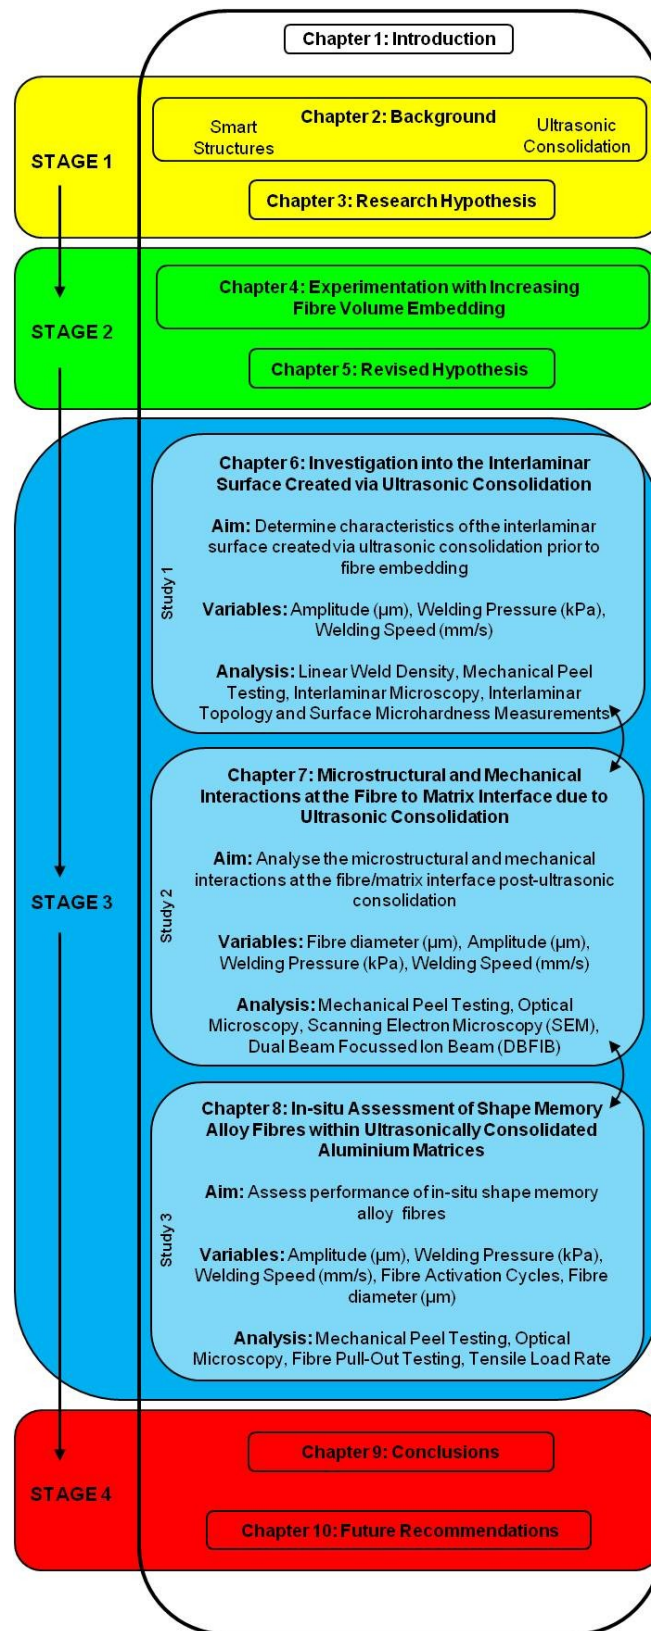 Chapter 1: Introduction
STAGE 1
Chapter 2: Background
Smart
Structures
Ultrasonic
Consolidation
Chapter 3: Research Hypothesis
STAGE 2
Chapter 4: Experimentation with Increasing
Fibre Volume Embedding
Chapter 5: Revised Hypothesis
STAGE 3
Study 1
Chapter 6: Investigation into the Interlaminar
Surface Created via Ultrasonic Consolidation
Aim: Determine characteristics of the interlaminar
surface created via ultrasonic consolidation prior to
fibre embedding
Variables: Amplitude (µm), Welding Pressure (kPa),
Welding Speed (mm/s)
Analysis: Linear Weld Density, Mechanical Peel
Testing, Interlaminar Microscopy, Interlaminar
Topology and Surface Microhardness Measurements
Study 2
Chapter 7: Microstructural and Mechanical
Interactions at the Fibre to Matrix Interface due to
Ultrasonic Consolidation
Aim: Analyse the microstructural and mechanical
interactions at the fibre/matrix interface post-ultrasonic
consolidation
Variables: Fibre diameter (µm), Amplitude (µm),
Welding Pressure (kPa), Welding Speed (mm/s)
Analysis: Mechanical Peel Testing, Optical
Microscopy, Scanning Electron Microscopy (SEM),
Dual Beam Focussed Ion Beam (DBFIB)
Study 3
Chapter 8: In-situ Assessment of Shape Memory
Alloy Fibres within Ultrasonically Consolidated
Aluminium Matrices
Aim: Assess performance of in-situ shape memory
alloy fibres
Variables: Amplitude (µm), Welding Pressure (kPa),
Welding Speed (mm/s), Fibre Activation Cycles, Fibre
diameter (µm)
Analysis: Mechanical Peel Testing, Optical
Microscopy, Fibre Pull-Out Testing, Tensile Load Rate
STAGE 4
Chapter 9: Conclusions
Chapter 10: Future Recommendations